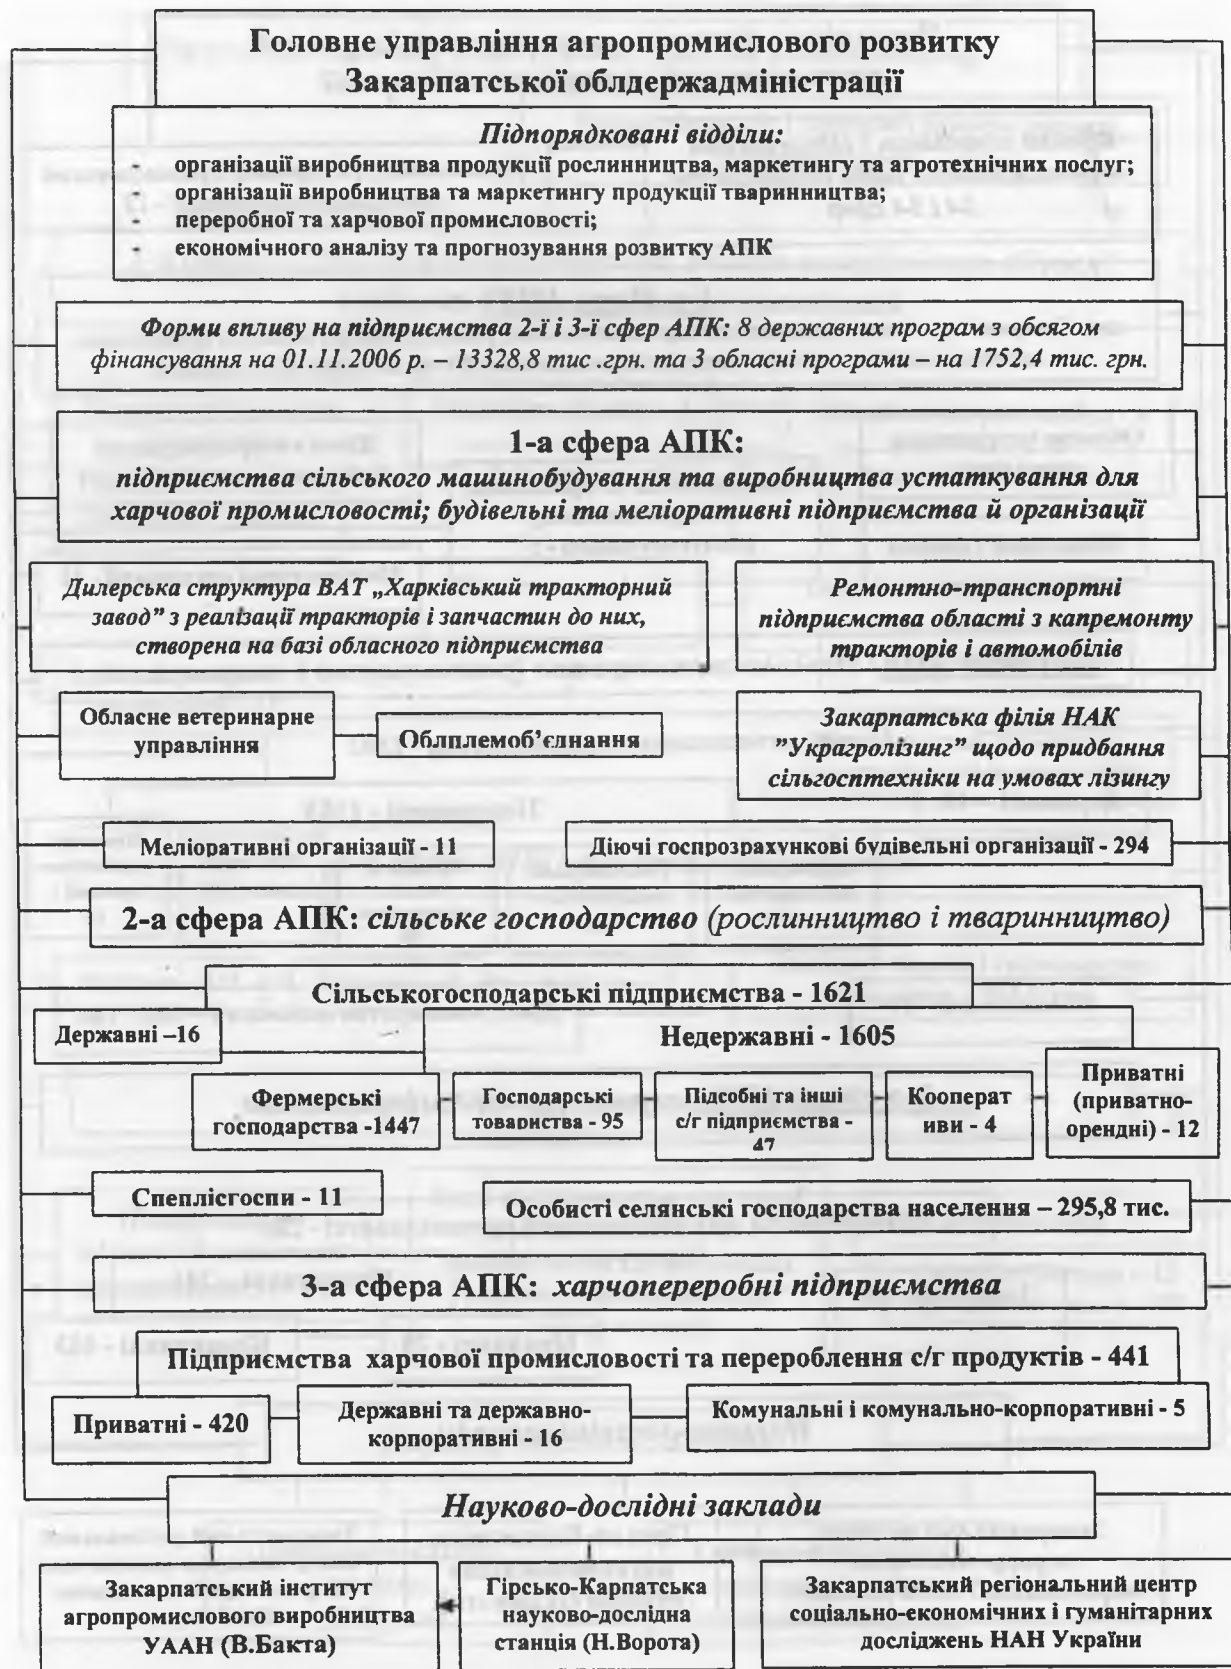 Головне управління агропромислового розвитку
Закарпатської облдержадміністрації
Підпорядковані відділи:
- організації виробництва продукції рослинництва, маркетингу та агротехнічних послуг;
- організації виробництва та маркетингу продукції тваринництва;
- переробної та харчової промисловості;
- економічного аналізу та прогнозування розвитку АПК
Форми впливу на підприємства 2-ї і 3-ї сфер АПК: 8 державних програм з обсягом
фінансування на 01.11.2006 р. – 13328,8 тис .грн. та 3 обласні програми – на 1752,4 тис. грн.
1-а сфера АПК:
підприємства сільського машинобудування та виробництва устаткування для
харчової промисловості; будівельні та меліоративні підприємства й організації
Дилерська структура ВАТ „Харківський тракторний
завод” з реалізації тракторів і запчастин до них,
створена на базі обласного підприємства
Ремонтно-транспортні
підприємства області з капремонту
тракторів і автомобілів
Обласне ветеринарне
управління
Облплемоб’єднання
Закарпатська філія НАК
”Украгролізинг” щодо придбання
сільгосптехніки на умовах лізингу
Меліоративні організації - 11
Діючі госпрозрахункові будівельні організації - 294
2-а сфера АПК: сільське господарство (рослинництво і тваринництво)
Сільськогосподарські підприємства - 1621
Державні –16
Недержавні - 1605
Фермерські
господарства -1447
Господарські
товариства - 95
Підсобні та інші
с/г підприємства -
47
Кооперат
иви - 4
Приватні
(приватно-
орендні) - 12
Спецлісгоспи - 11
Особисті селянські господарства населення – 295,8 тис.
3-а сфера АПК: харчопереробні підприємства
Підприємства харчової промисловості та перероблення с/г продуктів - 441
Приватні - 420
Державні та державно-
корпоративні - 16
Комунальні і комунально-корпоративні - 5
Науково-дослідні заклади
Закарпатський інститут
агропромислового виробництва
УААН (В.Бакта)
Гірсько-Карпатська
науково-дослідна
станція (Н.Ворота)
Закарпатський регіональний центр
соціально-економічних і гуманітарних
досліджень НАН України